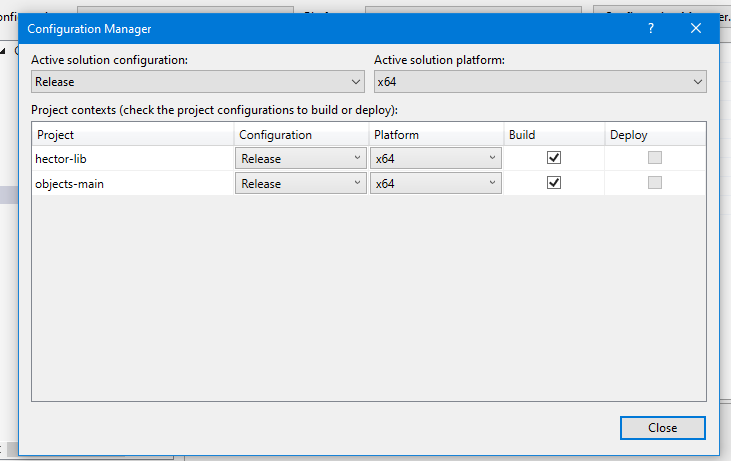 Configuration Manager
?
Active solution configuration:
Active solution platform:
Release
x64
Project contexts (check the project configurations to build or deploy):
Project
Configuration
Platform
Build
Deploy
hector-lib
Release
x64
objects-main
Release
x64
Close